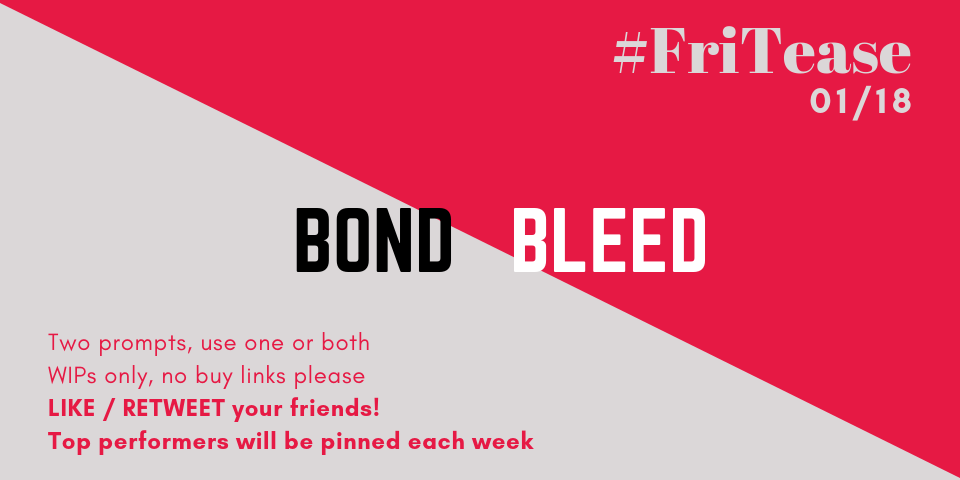 #FriTease
01/18
BOND BLEED
Two prompts, use one or both
WIPs only, no buy links please
LIKE / RETWEET your friends!
Top performers will be pinned each week